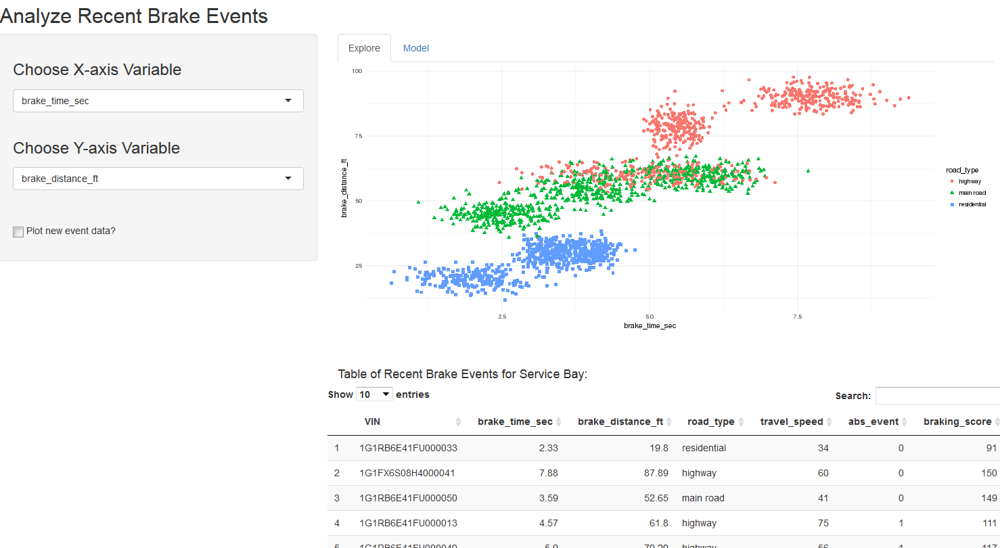 Analyze Recent Brake Events
Choose X-axis Variable
brake_time_sec
Choose Y-axis Variable
brake_distance_ft
Plot new event data?
Explore Model
100
75
50
25
brake_distance_ft
2.5 5.0 7.5
brake_time_sec
road_type
highway
main road
residential
Table of Recent Brake Events for Service Bay:
Show 10 entries
Search:
VIN brake_time_sec brake_distance_ft road_type travel_speed abs_event braking_score
1 1G1RB6E41FU000033 2.33 19.8 residential 34 0 91
2 1G1FX6S08H4000041 7.88 87.89 highway 60 0 150
3 1G1RB6E41FU000050 3.59 52.65 main road 41 0 149
4 1G1RB6E41FU000013 4.57 61.8 highway 75 1 111
5 1G1RB6E41FU000040 5.9 highway 56 1 117